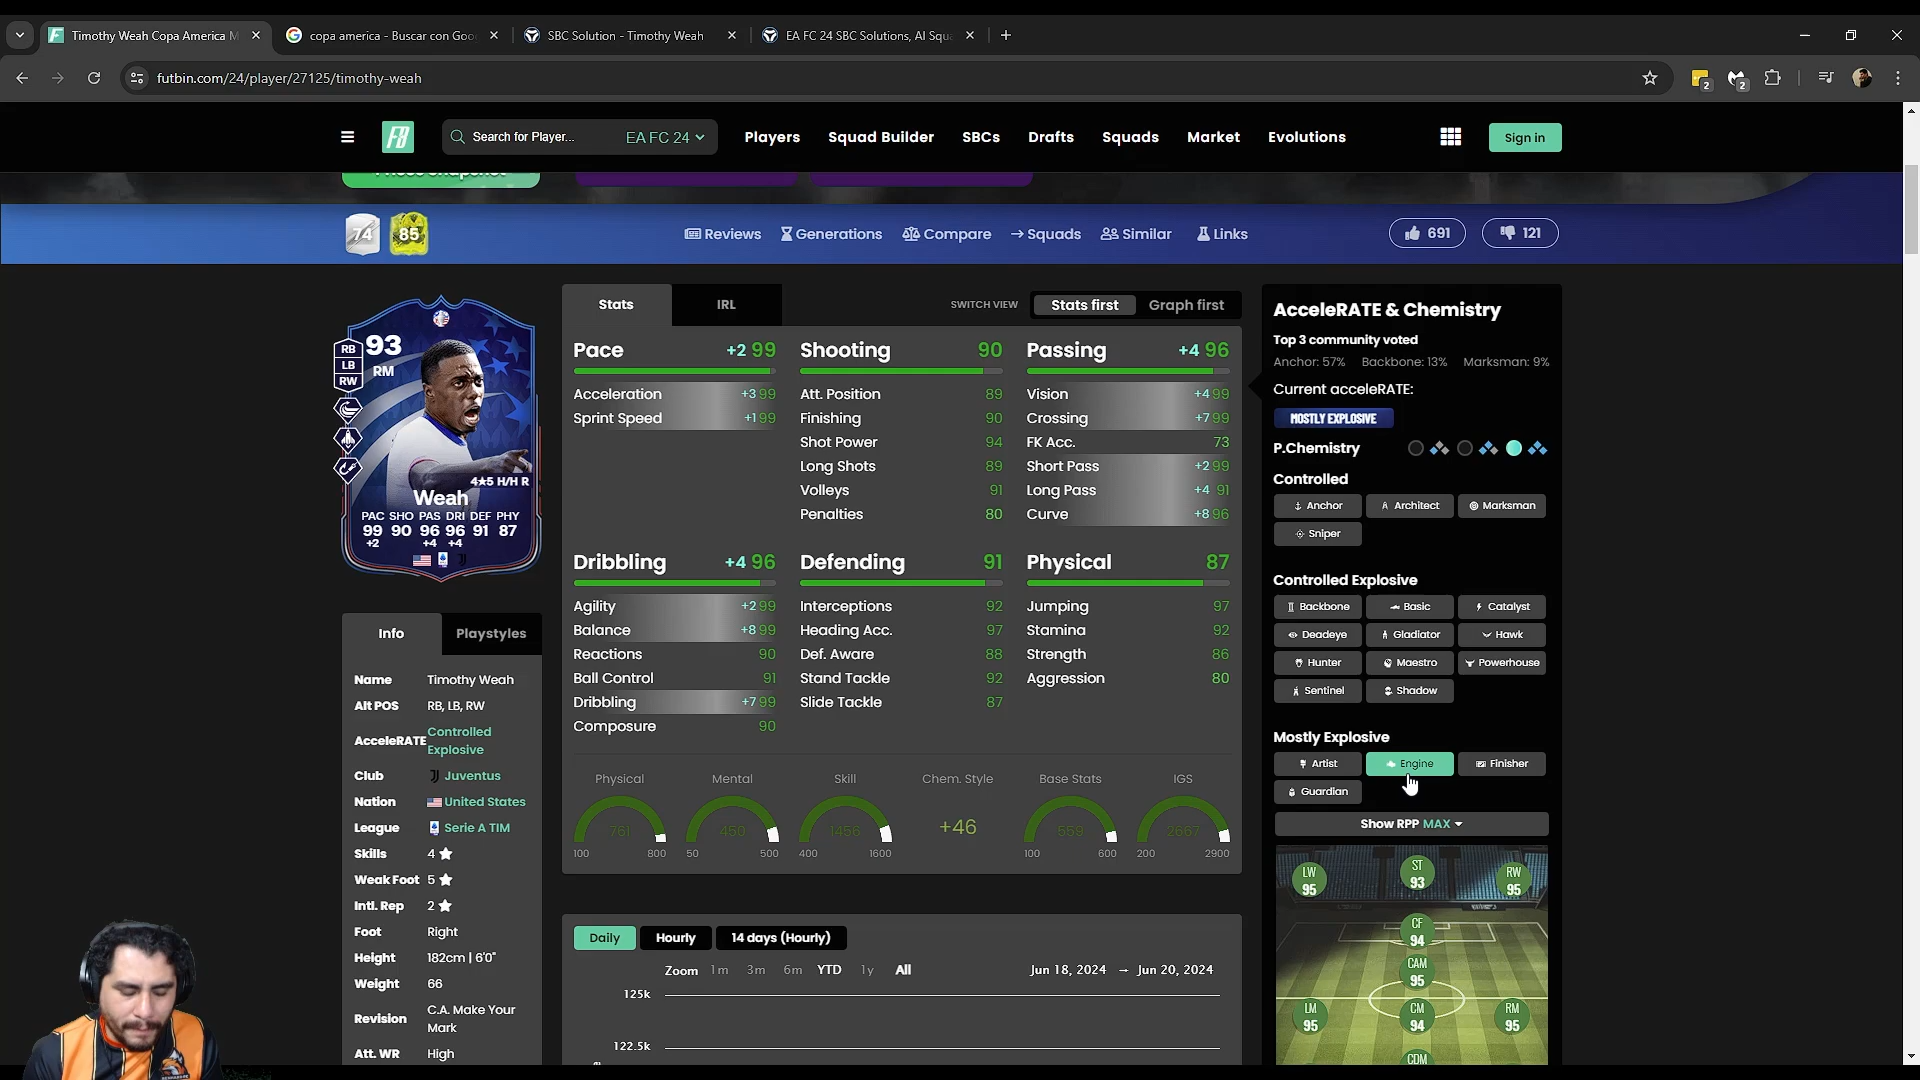 Timothy Weah Copa America M
copa america - Buscar con Goo
SBC Solution - Timothy Weah
EA FC 24 SBC Solutions, AI Squa
futbin.com/24/player/27125/timothy-weah
2
2
FB
Search for Player...
EA FC 24
Players
Squad Builder
SBCs
Drafts
Squads
Market
Evolutions
Sign in
74
85
Reviews
Generations
Compare
Squads
Similar
Links
691
121
RB
LB
RW
93
RM
4★5 H/H R
Weah
PAC SHO PAS DRI DEF PHY
99 90 96 96 91 87
+2 +4 +4
Stats
IRL
SWITCH VIEW
Stats first
Graph first
Pace +2 99
Acceleration +3 99
Sprint Speed +1 99
Shooting 90
Att. Position 89
Finishing 90
Shot Power 94
Long Shots 89
Volleys 91
Penalties 80
Passing +4 96
Vision +4 99
Crossing +7 99
FK Acc. 73
Short Pass +2 99
Long Pass +4 91
Curve +8 96
Dribbling +4 96
Agility +2 99
Balance +8 99
Reactions 90
Ball Control 91
Dribbling +7 99
Composure 90
Defending 91
Interceptions 92
Heading Acc. 97
Def. Aware 88
Stand Tackle 92
Slide Tackle 87
Physical 87
Jumping 97
Stamina 92
Strength 86
Aggression 80
Physical
761
100 800
Mental
450
50 500
Skill
1456
400 1600
Chem. Style
+46
Base Stats
559
100 600
IGS
2667
200 2900
AcceleRATE & Chemistry
Top 3 community voted
Anchor: 57% Backbone: 13% Marksman: 9%
Current acceleRATE:
MOSTLY EXPLOSIVE
P.Chemistry
Controlled
Anchor
Architect
Marksman
Sniper
Controlled Explosive
Backbone
Basic
Catalyst
Deadeye
Gladiator
Hawk
Hunter
Maestro
Powerhouse
Sentinel
Shadow
Mostly Explosive
Artist
Engine
Finisher
Guardian
Show RPP MAX
LW
95
ST
93
RW
95
CF
94
CAM
95
LM
95
CM
94
RM
95
CDM
Info
Playstyles
Name Timothy Weah
Alt POS RB, LB, RW
AcceleRATE Controlled
Explosive
Club Juventus
Nation United States
League Serie A TIM
Skills 4
Weak Foot 5
Intl. Rep 2
Foot Right
Height 182cm | 6'0"
Weight 66
Revision C.A. Make Your
Mark
Att. WR High
Daily
Hourly
14 days (Hourly)
Zoom 1m 3m 6m YTD 1y All
Jun 18, 2024 → Jun 20, 2024
125k
122.5k